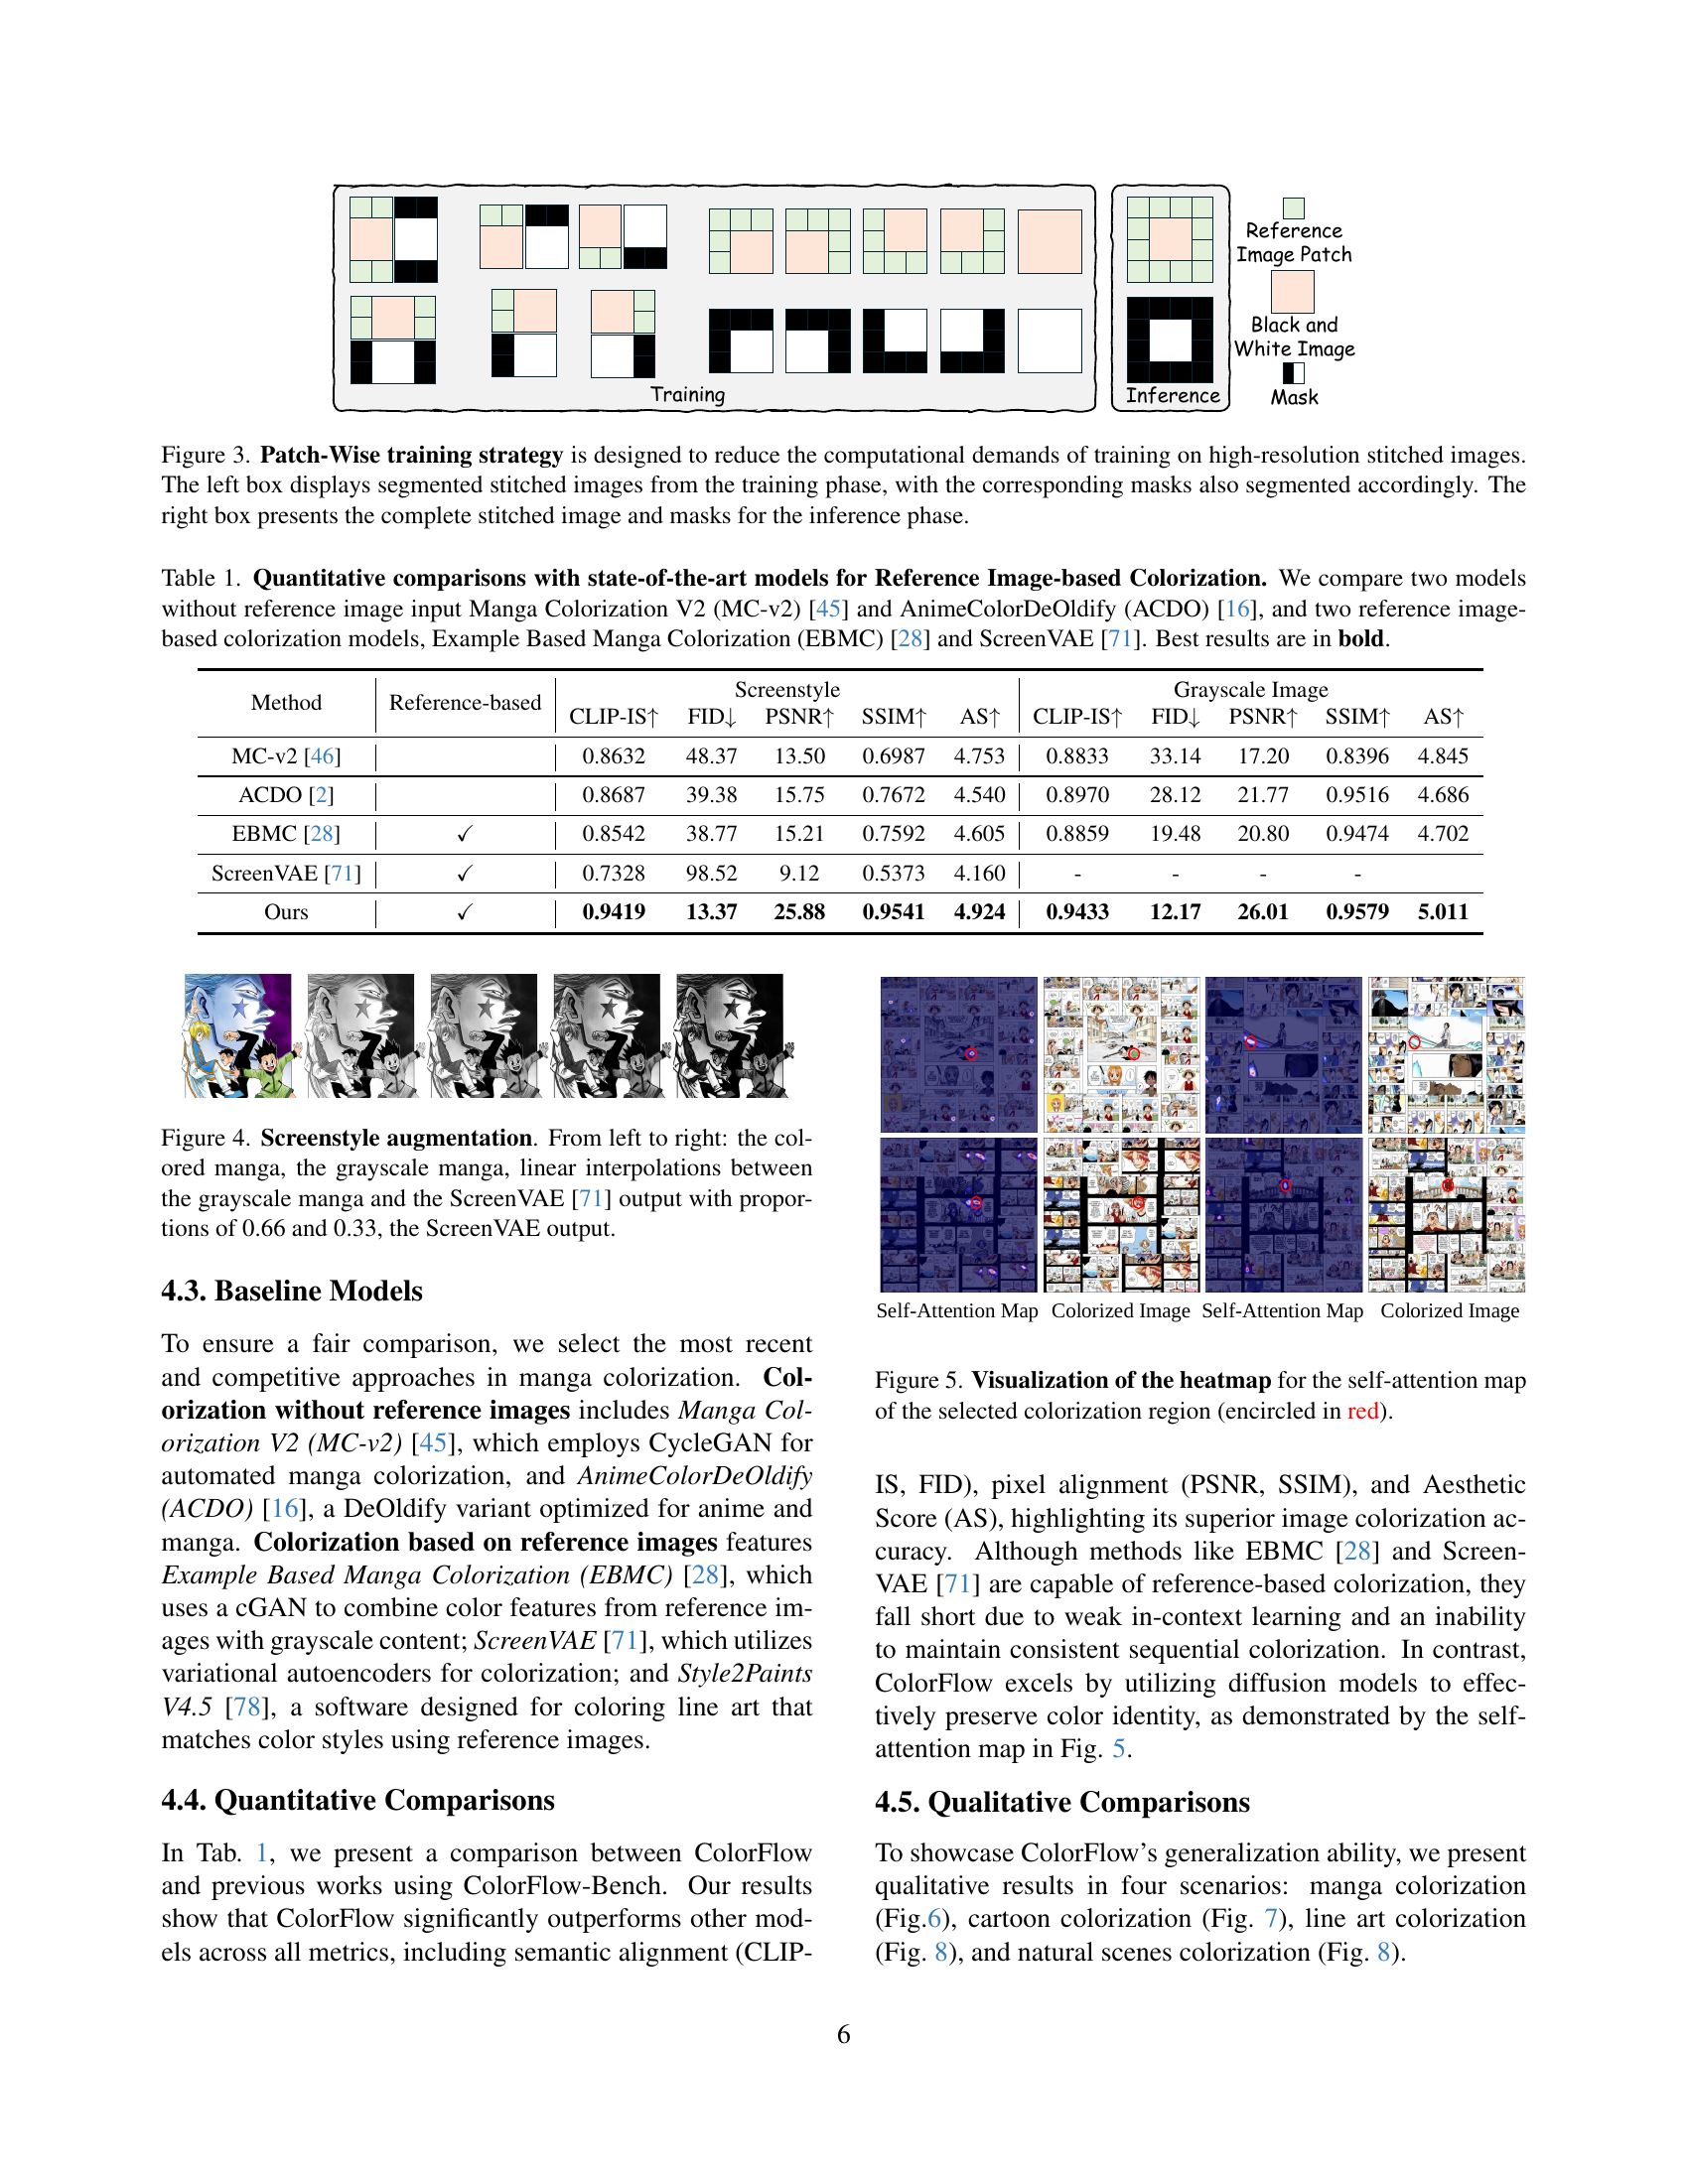 Training
Inference
Reference
Image Patch
Black and
White Image
Mask
Figure 3. Patch-Wise training strategy is designed to reduce the computational demands of training on high-resolution stitched images.
The left box displays segmented stitched images from the training phase, with the corresponding masks also segmented accordingly. The
right box presents the complete stitched image and masks for the inference phase.
Table 1. Quantitative comparisons with state-of-the-art models for Reference Image-based Colorization. We compare two models
without reference image input Manga Colorization V2 (MC-v2) [45] and AnimeColorDeOldify (ACDO) [16], and two reference image-
based colorization models, Example Based Manga Colorization (EBMC) [28] and ScreenVAE [71]. Best results are in bold.
Method Reference-based Screenstyle Grayscale Image
CLIP-IS↑ FID↓ PSNR↑ SSIM↑ AS↑ CLIP-IS↑ FID↓ PSNR↑ SSIM↑ AS↑
MC-v2 [46] 0.8632 48.37 13.50 0.6987 4.753 0.8833 33.14 17.20 0.8396 4.845
ACDO [2] 0.8687 39.38 15.75 0.7672 4.540 0.8970 28.12 21.77 0.9516 4.686
EBMC [28] ✓ 0.8542 38.77 15.21 0.7592 4.605 0.8859 19.48 20.80 0.9474 4.702
ScreenVAE [71] ✓ 0.7328 98.52 9.12 0.5373 4.160 - - - -
Ours ✓ 0.9419 13.37 25.88 0.9541 4.924 0.9433 12.17 26.01 0.9579 5.011
Figure 4. Screenstyle augmentation. From left to right: the col-
ored manga, the grayscale manga, linear interpolations between
the grayscale manga and the ScreenVAE [71] output with propor-
tions of 0.66 and 0.33, the ScreenVAE output.
4.3. Baseline Models
To ensure a fair comparison, we select the most recent
and competitive approaches in manga colorization. Col-
orization without reference images includes Manga Col-
orization V2 (MC-v2) [45], which employs CycleGAN for
automated manga colorization, and AnimeColorDeOldify
(ACDO) [16], a DeOldify variant optimized for anime and
manga. Colorization based on reference images features
Example Based Manga Colorization (EBMC) [28], which
uses a cGAN to combine color features from reference im-
ages with grayscale content; ScreenVAE [71], which utilizes
variational autoencoders for colorization; and Style2Paints
V4.5 [78], a software designed for coloring line art that
matches color styles using reference images.
4.4. Quantitative Comparisons
In Tab. 1, we present a comparison between ColorFlow
and previous works using ColorFlow-Bench. Our results
show that ColorFlow significantly outperforms other mod-
els across all metrics, including semantic alignment (CLIP-
Self-Attention Map Colorized Image Self-Attention Map Colorized Image
Figure 5. Visualization of the heatmap for the self-attention map
of the selected colorization region (encircled in red).
IS, FID), pixel alignment (PSNR, SSIM), and Aesthetic
Score (AS), highlighting its superior image colorization ac-
curacy. Although methods like EBMC [28] and Screen-
VAE [71] are capable of reference-based colorization, they
fall short due to weak in-context learning and an inability
to maintain consistent sequential colorization. In contrast,
ColorFlow excels by utilizing diffusion models to effec-
tively preserve color identity, as demonstrated by the self-
attention map in Fig. 5.
4.5. Qualitative Comparisons
To showcase ColorFlow's generalization ability, we present
qualitative results in four scenarios: manga colorization
(Fig.6), cartoon colorization (Fig. 7), line art colorization
(Fig. 8), and natural scenes colorization (Fig. 8).
6